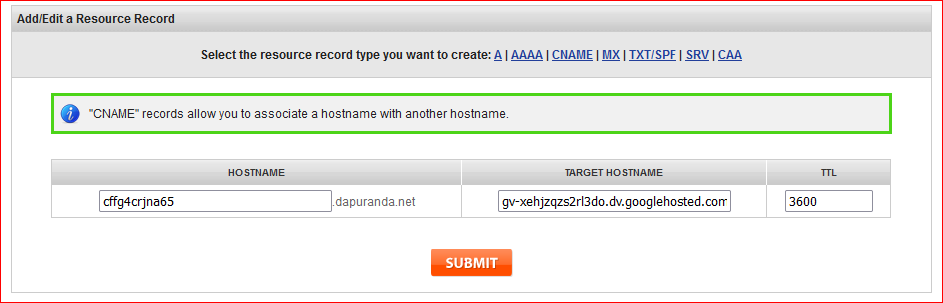 Add/Edit a Resource Record
Select the resource record type you want to create: A | AAAA | CNAME | MX | TXT/SPF | SRV | CAA
"CNAME" records allow you to associate a hostname with another hostname.
HOSTNAME TARGET HOSTNAME TTL
cffg4crjna65 .dapuranda.net gv-xehjzqzs2rl3do.dv.googlehosted.com 3600
SUBMIT